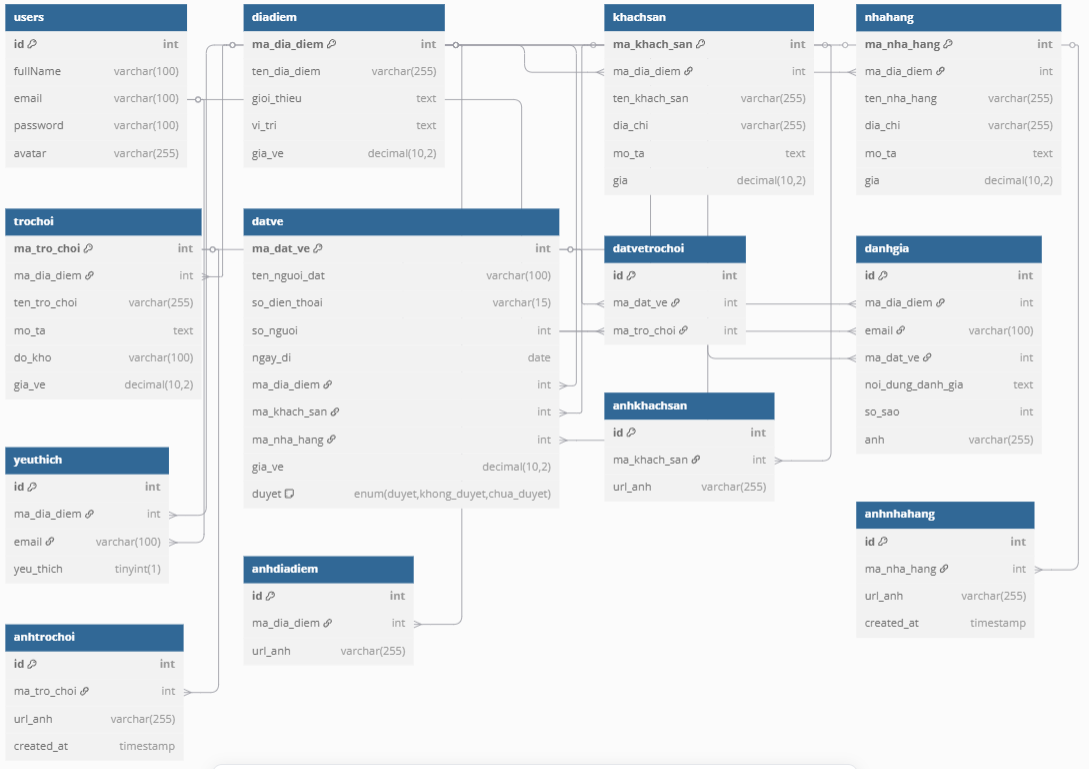 users
id int
fullName varchar(100)
email varchar(100)
password varchar(100)
avatar varchar(255)
diadiem
ma_dia_diem int
ten_dia_diem varchar(255)
gioi_thieu text
vi_tri text
gia_ve decimal(10,2)
khachsan
ma_khach_san int
ma_dia_diem int
ten_khach_san varchar(255)
dia_chi varchar(255)
mo_ta text
gia decimal(10,2)
nhahang
ma_nha_hang int
ma_dia_diem int
ten_nha_hang varchar(255)
dia_chi varchar(255)
mo_ta text
gia decimal(10,2)
trochoi
ma_tro_choi int
ma_dia_diem int
ten_tro_choi varchar(255)
mo_ta text
do_kho varchar(100)
gia_ve decimal(10,2)
datve
ma_dat_ve int
ten_nguoi_dat varchar(100)
so_dien_thoai varchar(15)
so_nguoi int
ngay_di date
ma_dia_diem int
ma_khach_san int
ma_nha_hang int
gia_ve decimal(10,2)
duyet enum(duyet,khong_duyet,chua_duyet)
datvetrochoi
id int
ma_dat_ve int
ma_tro_choi int
danhgia
id int
ma_dia_diem int
email varchar(100)
ma_dat_ve int
noi_dung_danh_gia text
so_sao int
anh varchar(255)
anhkhachsan
id int
ma_khach_san int
url_anh varchar(255)
yeuthich
id int
ma_dia_diem int
email varchar(100)
yeu_thich tinyint(1)
anhdiadiem
id int
ma_dia_diem int
url_anh varchar(255)
anhnhahang
id int
ma_nha_hang int
url_anh varchar(255)
created_at timestamp
anhtrochoi
id int
ma_tro_choi int
url_anh varchar(255)
created_at timestamp